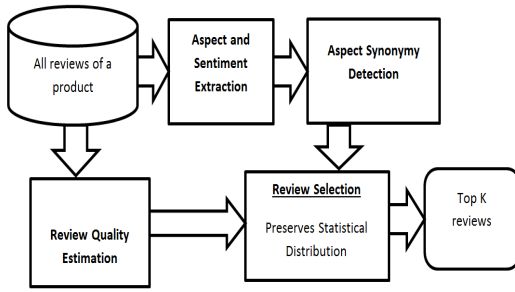 All reviews of a
product
Aspect and
Sentiment
Extraction
Aspect Synonymy
Detection
Review Quality
Estimation
Review Selection
Preserves Statistical
Distribution
Top K
reviews